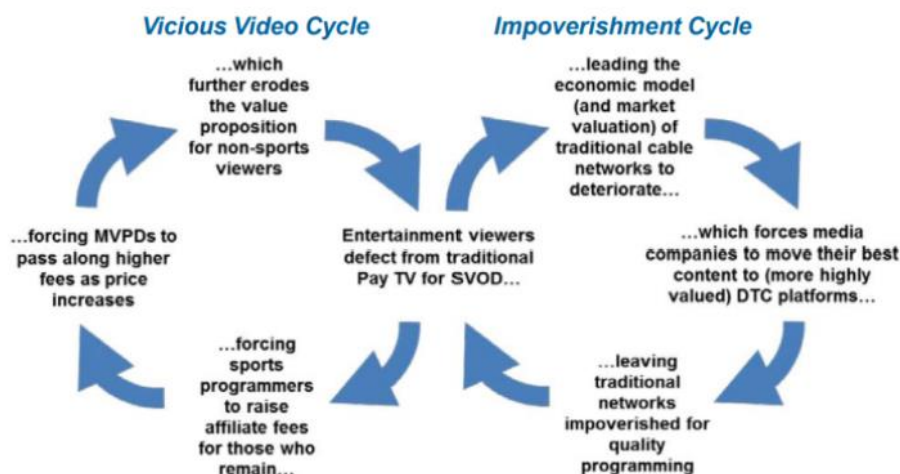 Vicious Video Cycle
Impoverishment Cycle
…which
further erodes
the value
proposition
for non-sports
viewers
…leading the
economic model
(and market
valuation) of
traditional cable
networks to
deteriorate…
…forcing MVPDs to
pass along higher
fees as price
increases
Entertainment viewers
defect from traditional
Pay TV for SVOD…
…which forces media
companies to move their best
content to (more highly
valued) DTC platforms…
…forcing
sports
programmers
to raise
affiliate fees
for those who
remain…
…leaving
traditional
networks
impoverished for
quality
programming